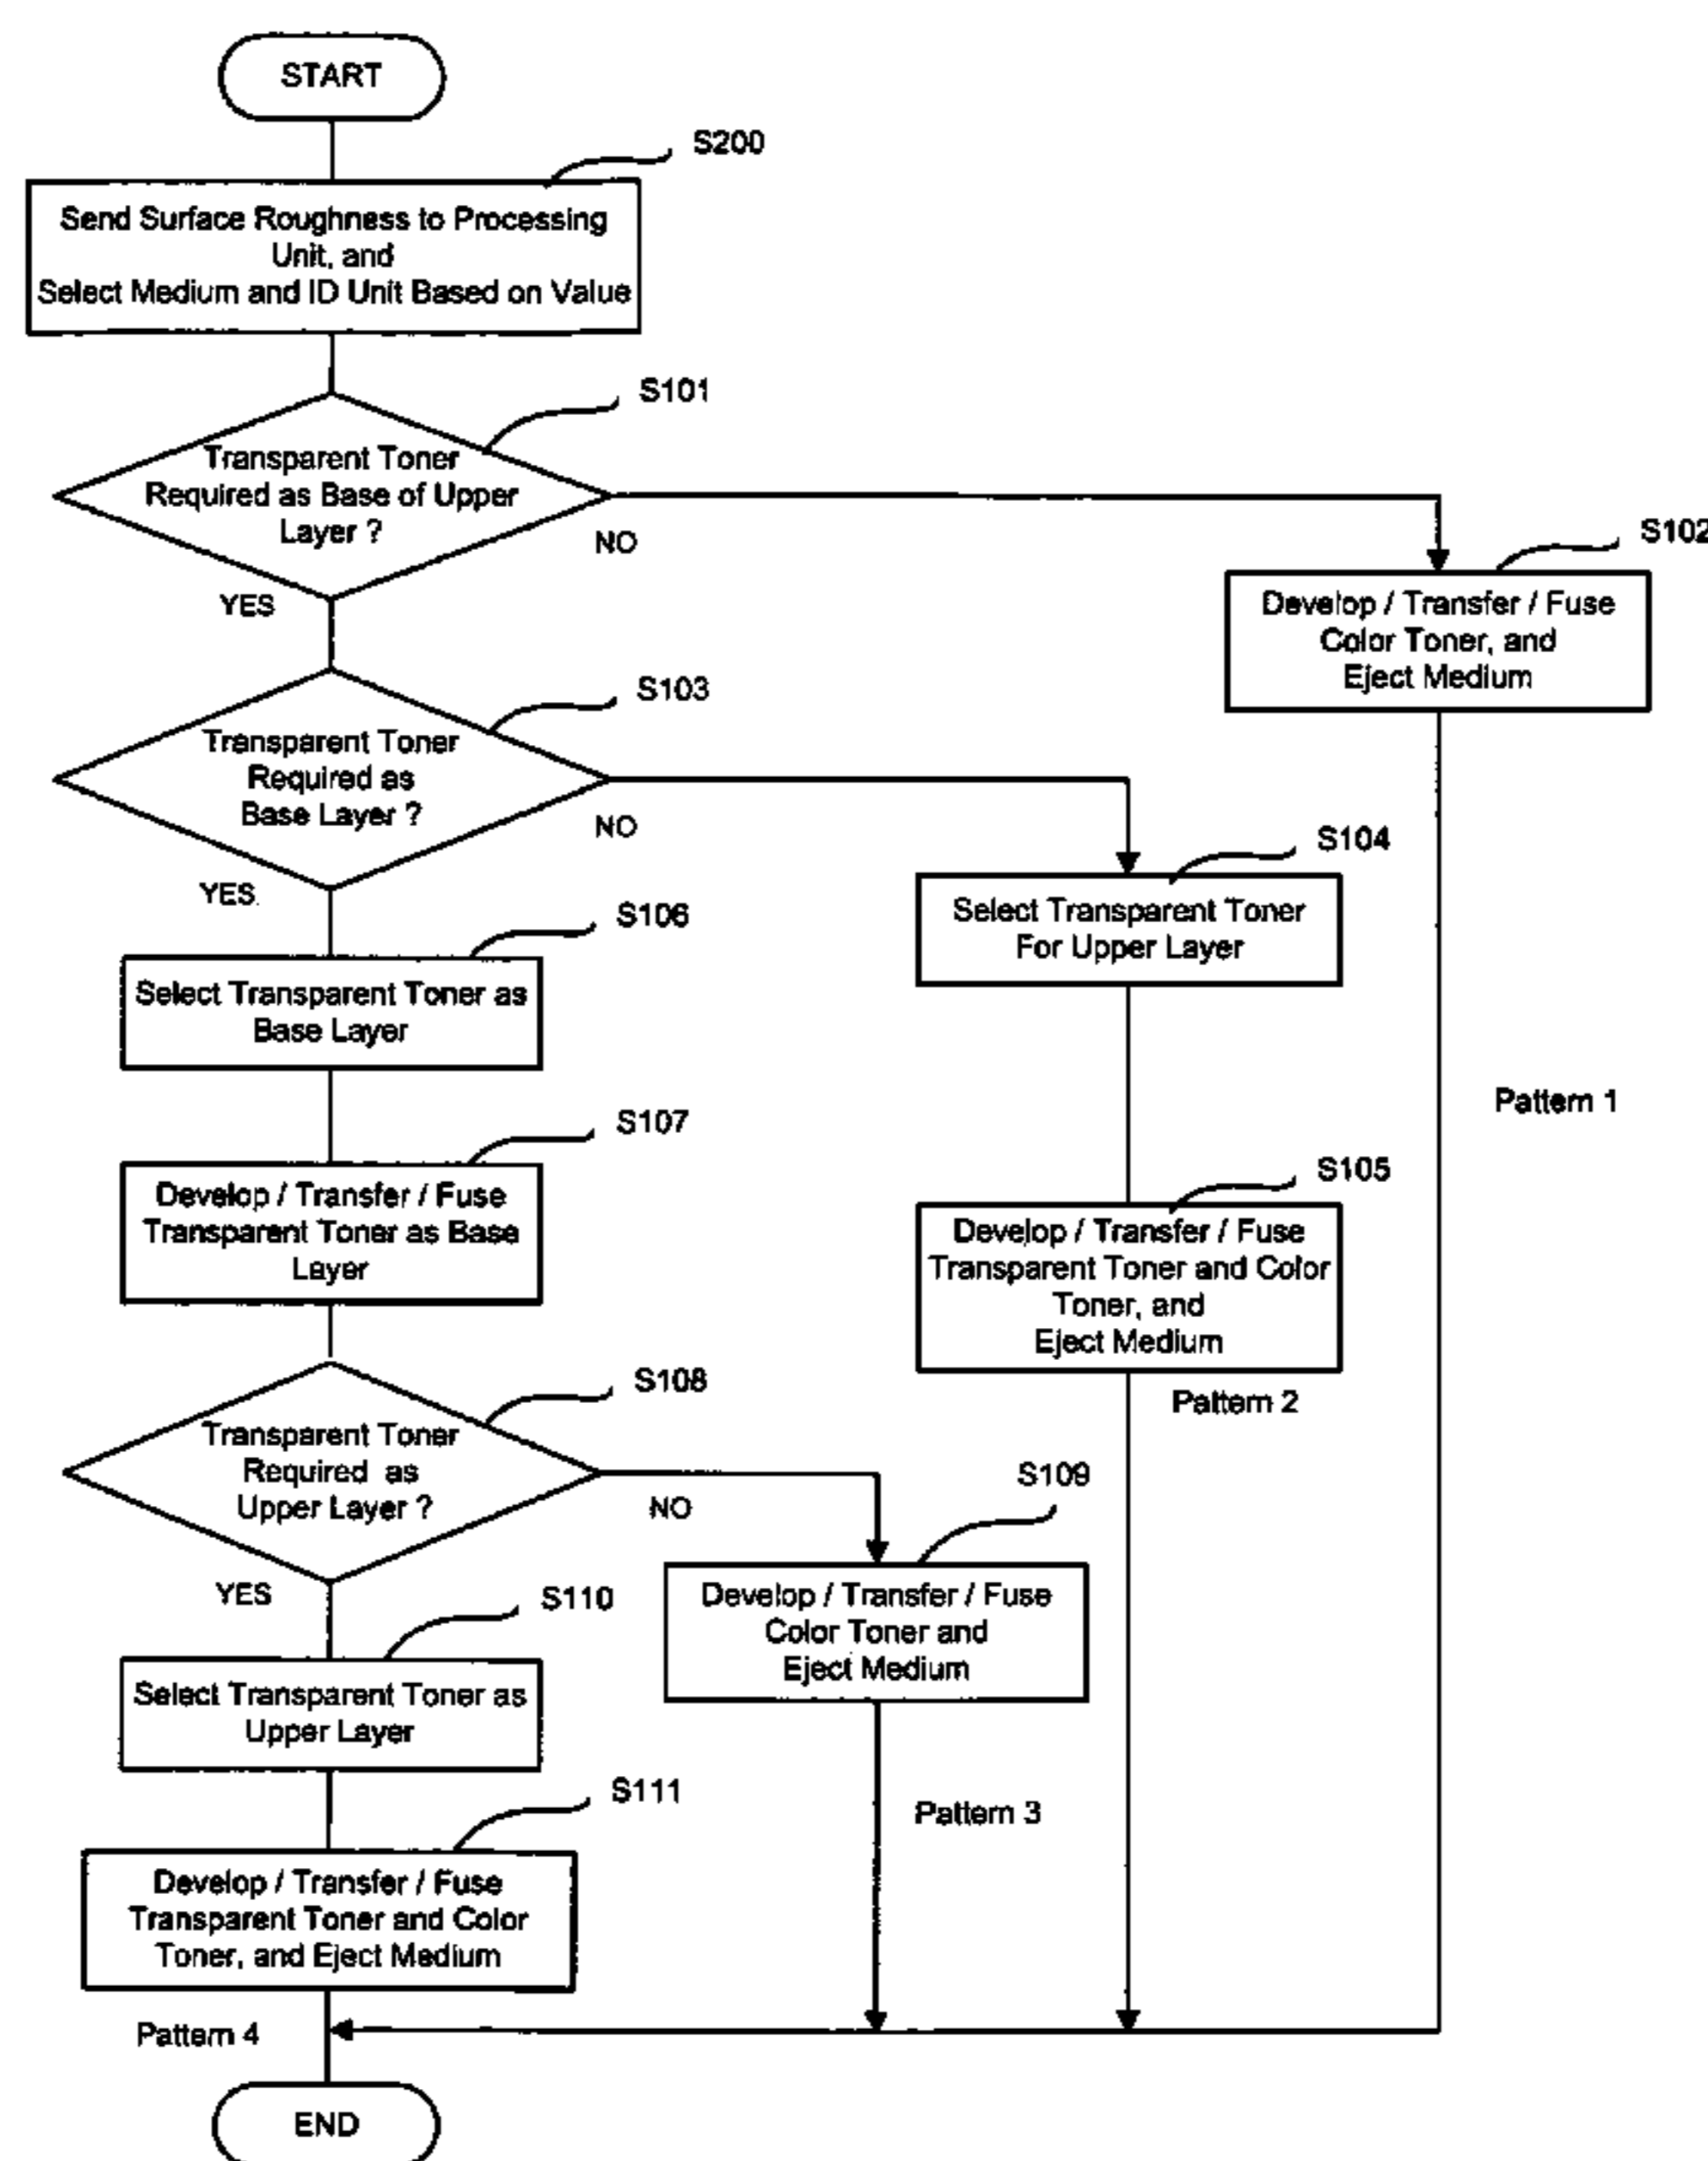 START
S200
Send Surface Roughness to Processing
Unit, and
Select Medium and ID Unit Based on Value
S101
Transparent Toner
Required as Base of Upper
Layer ?
NO
YES
S102
Develop / Transfer / Fuse
Color Toner, and
Eject Medium
S103
Transparent Toner
Required as
Base Layer ?
NO
YES
S104
Select Transparent Toner
For Upper Layer
S106
Select Transparent Toner as
Base Layer
Pattern 1
S107
Develop / Transfer / Fuse
Transparent Toner as Base
Layer
S105
Develop / Transfer / Fuse
Transparent Toner and Color
Toner, and
Eject Medium
Pattern 2
S108
Transparent Toner
Required as
Upper Layer ?
NO
YES
S109
Develop / Transfer / Fuse
Color Toner and
Eject Medium
S110
Select Transparent Toner as
Upper Layer
Pattern 3
S111
Develop / Transfer / Fuse
Transparent Toner and Color
Toner, and Eject Medium
Pattern 4
END